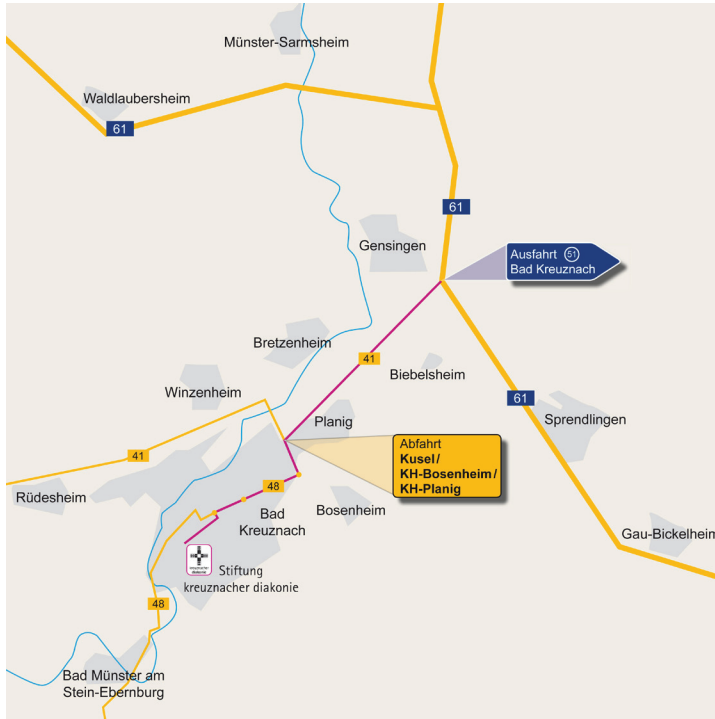 Münster-Sarmsheim
Waldlaubersheim
61
61
Gensingen
Ausfahrt 51
Bad Kreuznach
Bretzenheim
41
Biebelsheim
Winzenheim
61
Planig
Sprendlingen
Abfahrt
Kusel/
KH-Bosenheim/
KH-Planig
41
48
Rüdesheim
Bosenheim
Bad
Kreuznach
Gau-Bickelheim
Stiftung
kreuznacher diakonie
48
Bad Münster am
Stein-Ebernburg